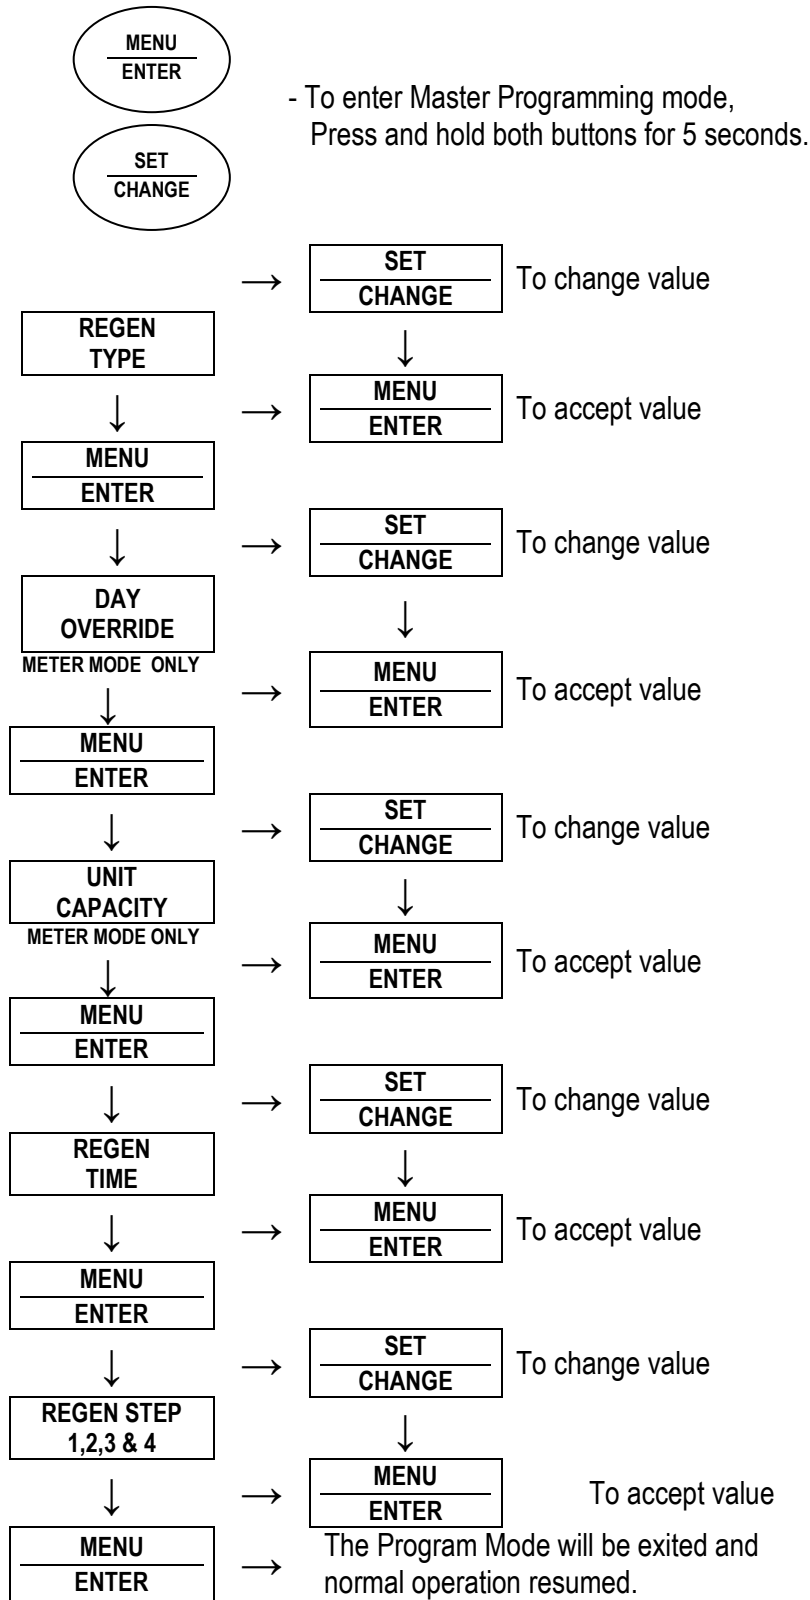 MENU
ENTER
- To enter Master Programming mode,
Press and hold both buttons for 5 seconds.
SET
CHANGE
→ SET
CHANGE
To change value
REGEN
TYPE
↓
↓
→ MENU
ENTER
To accept value
MENU
ENTER
↓
→ SET
CHANGE
To change value
DAY
OVERRIDE
METER MODE ONLY
↓
↓
→ MENU
ENTER
To accept value
MENU
ENTER
↓
→ SET
CHANGE
To change value
UNIT
CAPACITY
METER MODE ONLY
↓
↓
→ MENU
ENTER
To accept value
MENU
ENTER
↓
→ SET
CHANGE
To change value
REGEN
TIME
↓
↓
→ MENU
ENTER
To accept value
MENU
ENTER
↓
→ SET
CHANGE
To change value
REGEN STEP
1,2,3 & 4
↓
↓
→ MENU
ENTER
To accept value
MENU
ENTER
→ The Program Mode will be exited and
normal operation resumed.